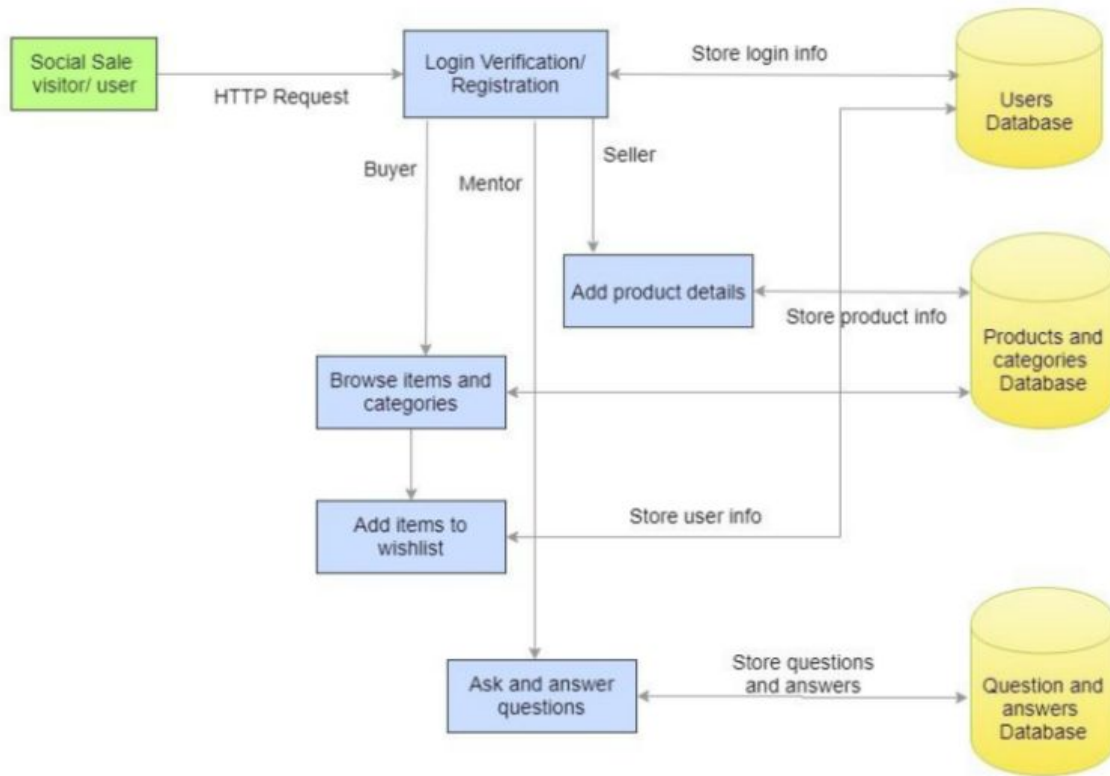 Social Sale
visitor/ user
HTTP Request
Login Verification/
Registration
Store login info
Users
Database
Buyer
Mentor
Seller
Add product details
Store product info
Products and
categories
Database
Browse items and
categories
Add items to
wishlist
Store user info
Ask and answer
questions
Store questions
and answers
Question and
answers
Database